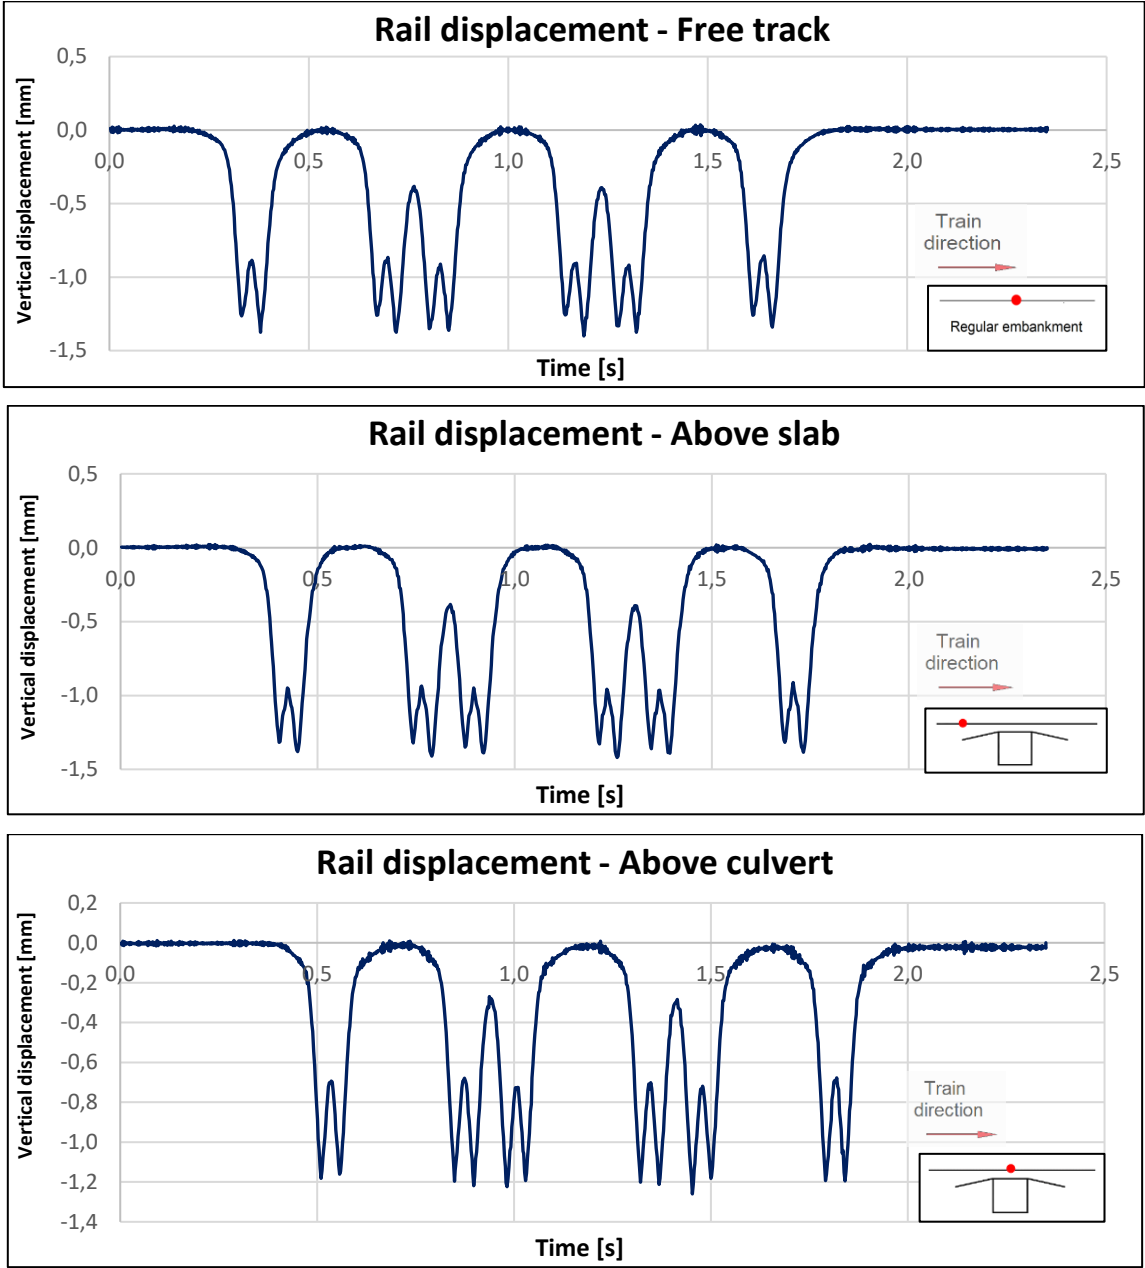 Rail displacement - Free track
Vertical displacement [mm]
0,5
0,0
-0,5
-1,0
-1,5
0,0 0,5 1,0 1,5 2,0 2,5
Time [s]
Train
direction
Regular embankment
Rail displacement - Above slab
Vertical displacement [mm]
0,5
0,0
-0,5
-1,0
-1,5
0,0 0,5 1,0 1,5 2,0 2,5
Time [s]
Train
direction
Rail displacement - Above culvert
Vertical displacement [mm]
0,2
0,0
-0,2
-0,4
-0,6
-0,8
-1,0
-1,2
-1,4
0,0 0,5 1,0 1,5 2,0 2,5
Time [s]
Train
direction